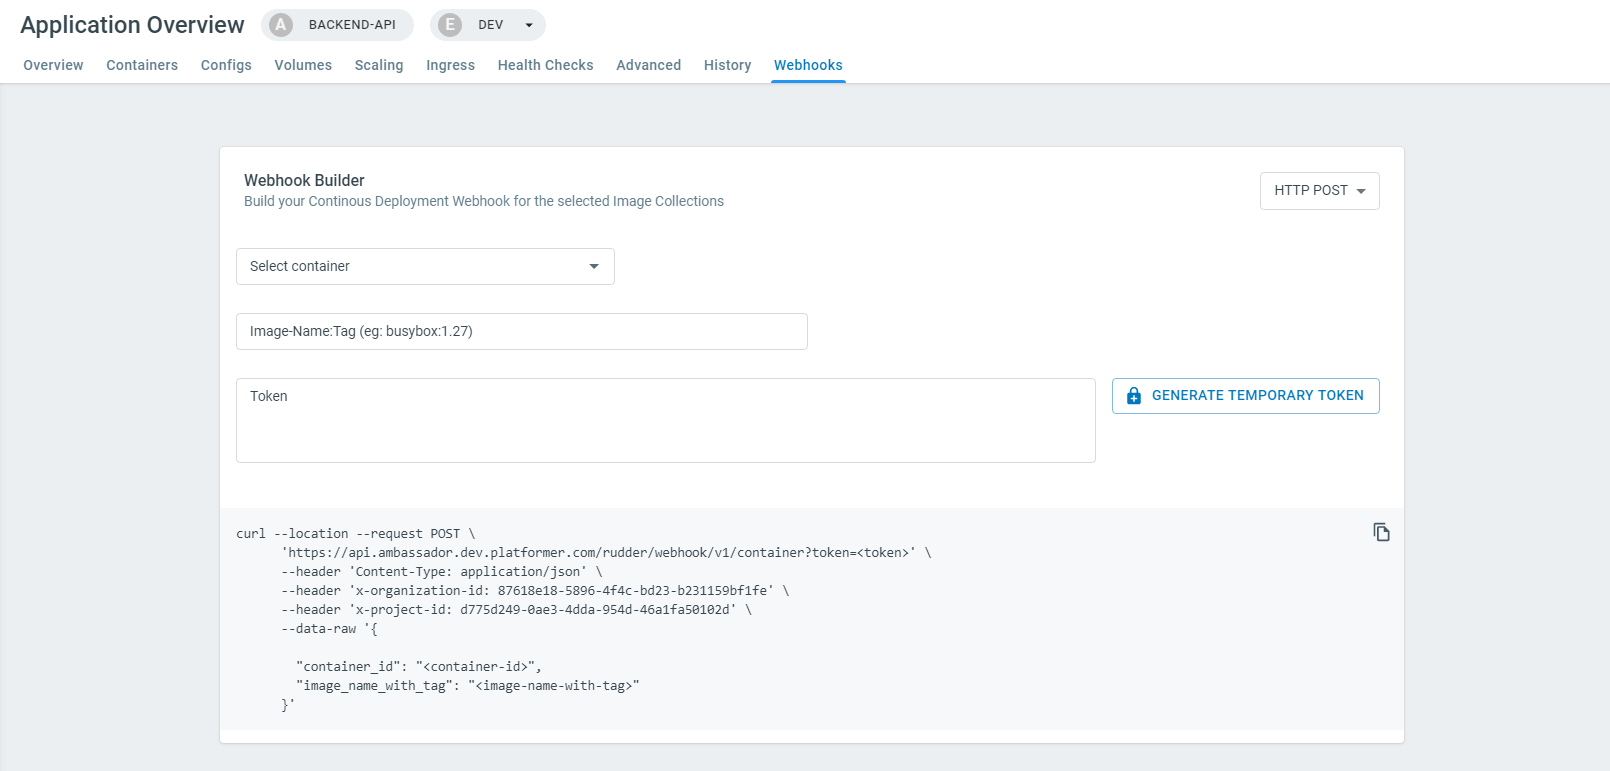 Application Overview
A BACKEND-API
E DEV
Overview Containers Configs Volumes Scaling Ingress Health Checks Advanced History Webhooks
Webhook Builder
Build your Continous Deployment Webhook for the selected Image Collections
HTTP POST
Select container
Image-Name:Tag (eg: busybox:1.27)
Token
GENERATE TEMPORARY TOKEN
curl --location --request POST \
'https://api.ambassador.dev.platformer.com/rudder/webhook/v1/container?token=<token>' \
--header 'Content-Type: application/json' \
--header 'x-organization-id: 87618e18-5896-4f4c-bd23-b231159bf1fe' \
--header 'x-project-id: d775d249-0ae3-4dda-954d-46a1fa50102d' \
--data-raw '{
"container_id": "<container-id>",
"image_name_with_tag": "<image-name-with-tag>"
}'